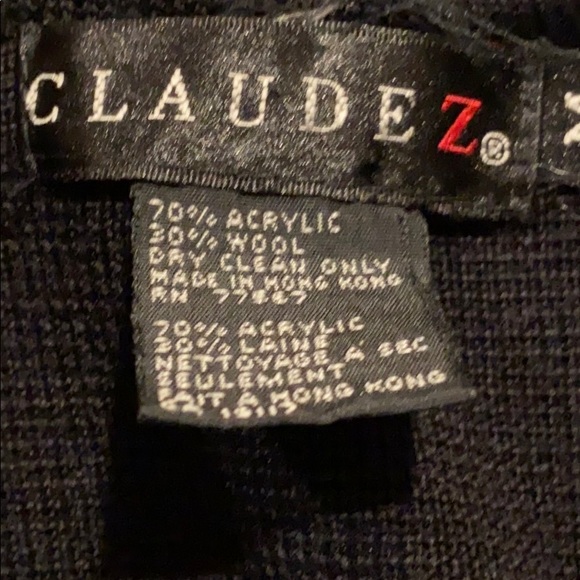 CLAUDEZ®
70% ACRYLIC
30% WOOL
DRY CLEAN ONLY
MADE IN HONG KONG
RN 77567
70% ACRYLIC
30% LAINE
NETTOYAGE A SEC
SEULEMENT
FAIT A HONG KONG